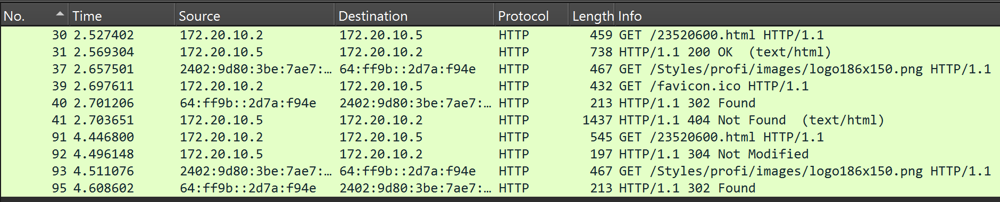 No. Time Source Destination Protocol Length Info
30 2.527402 172.20.10.2 172.20.10.5 HTTP 459 GET /23520600.html HTTP/1.1
31 2.569304 172.20.10.5 172.20.10.2 HTTP 738 HTTP/1.1 200 OK  (text/html)
37 2.657501 2402:9d80:3be:7ae7:… 64:ff9b::2d7a:f94e HTTP 467 GET /Styles/profi/images/logo186x150.png HTTP/1.1
39 2.697611 172.20.10.2 172.20.10.5 HTTP 432 GET /favicon.ico HTTP/1.1
40 2.701206 64:ff9b::2d7a:f94e 2402:9d80:3be:7ae7:… HTTP 213 HTTP/1.1 302 Found
41 2.703651 172.20.10.5 172.20.10.2 HTTP 1437 HTTP/1.1 404 Not Found  (text/html)
91 4.446800 172.20.10.2 172.20.10.5 HTTP 545 GET /23520600.html HTTP/1.1
92 4.496148 172.20.10.5 172.20.10.2 HTTP 197 HTTP/1.1 304 Not Modified
93 4.511076 2402:9d80:3be:7ae7:… 64:ff9b::2d7a:f94e HTTP 467 GET /Styles/profi/images/logo186x150.png HTTP/1.1
95 4.608602 64:ff9b::2d7a:f94e 2402:9d80:3be:7ae7:… HTTP 213 HTTP/1.1 302 Found